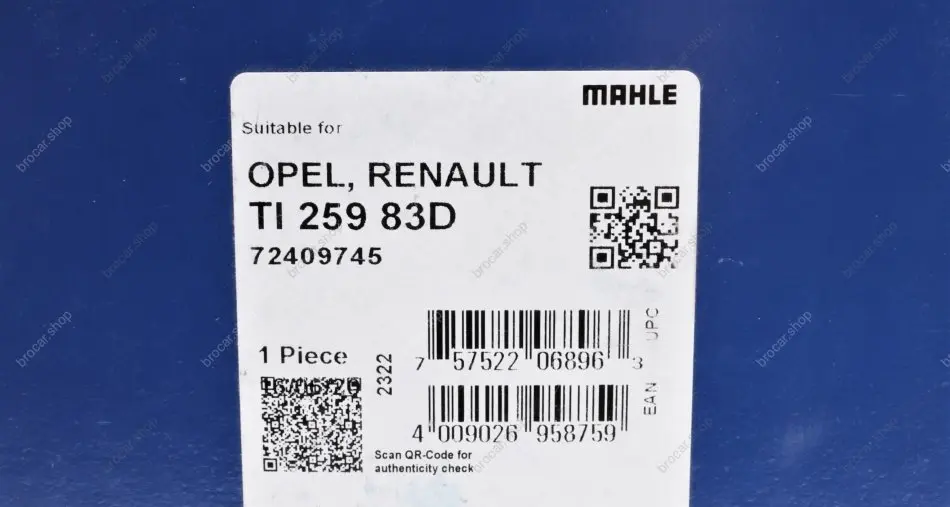 MAHLE
Suitable for
OPEL, RENAULT
TI 259 83D
72409745
1 Piece
2322
7 57522 06896 3
UPC
4 009026 958759
EAN
Scan QR-Code for
authenticity check
brocar.shop